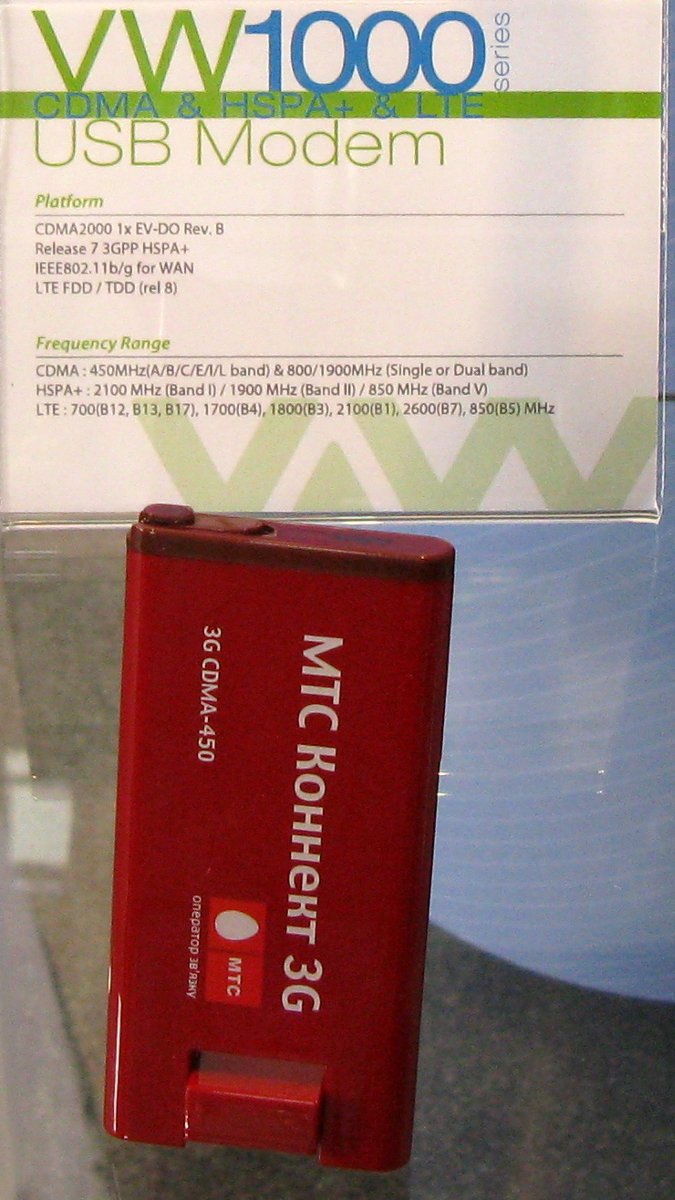 VW1000 series
CDMA & HSPA+ & LTE
USB Modem
Platform
CDMA2000 1x EV-DO Rev. B
Release 7 3GPP HSPA+
IEEE802.11b/g for WAN
LTE FDD / TDD (rel 8)
Frequency Range
CDMA : 450MHz(A/B/C/E/I/L band) & 800/1900MHz (Single or Dual band)
HSPA+ : 2100 MHz (Band I) / 1900 MHz (Band II) / 850 MHz (Band V)
LTE : 700(B12, B13, B17), 1700(B4), 1800(B3), 2100(B1), 2600(B7), 850(B5) MHz
VW
МТС Коннект 3G
3G CDMA-450
МТС
оператор зв'язку